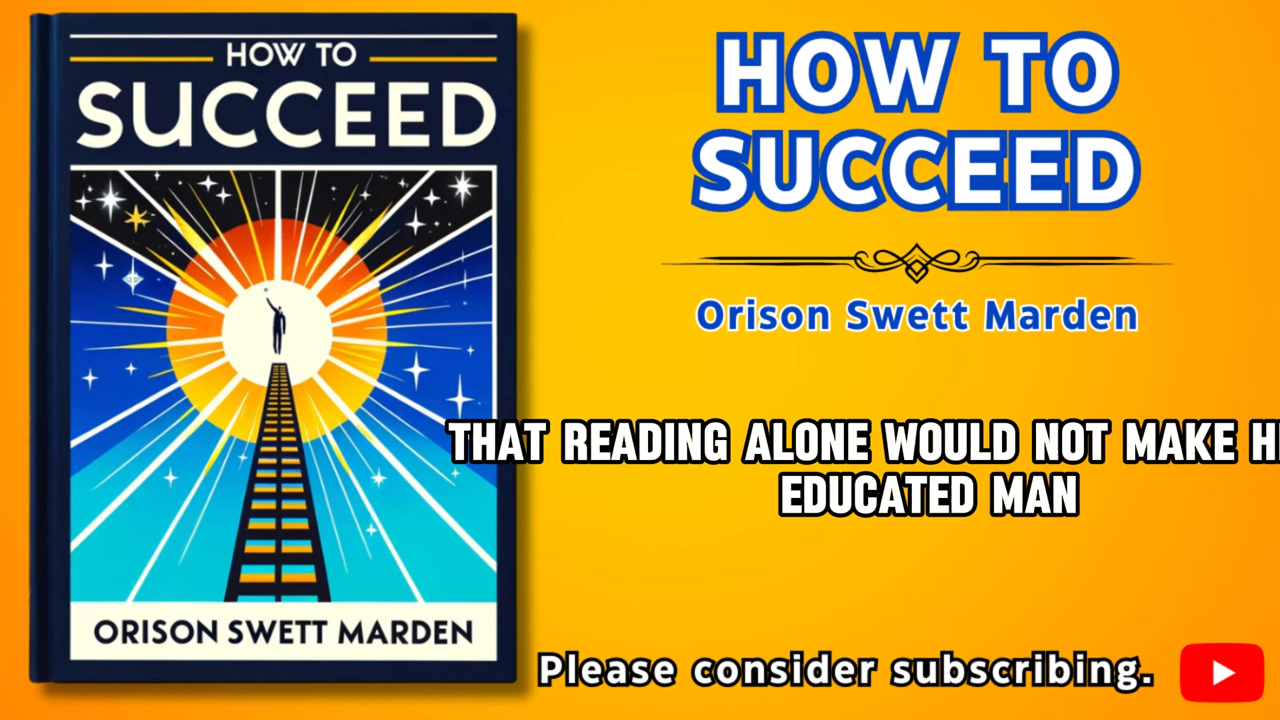 HOW TO
SUCCEED
ORISON SWETT MARDEN
HOW TO
SUCCEED
Orison Swett Marden
THAT READING ALONE WOULD NOT MAKE
EDUCATED MAN
Please consider subscribing.